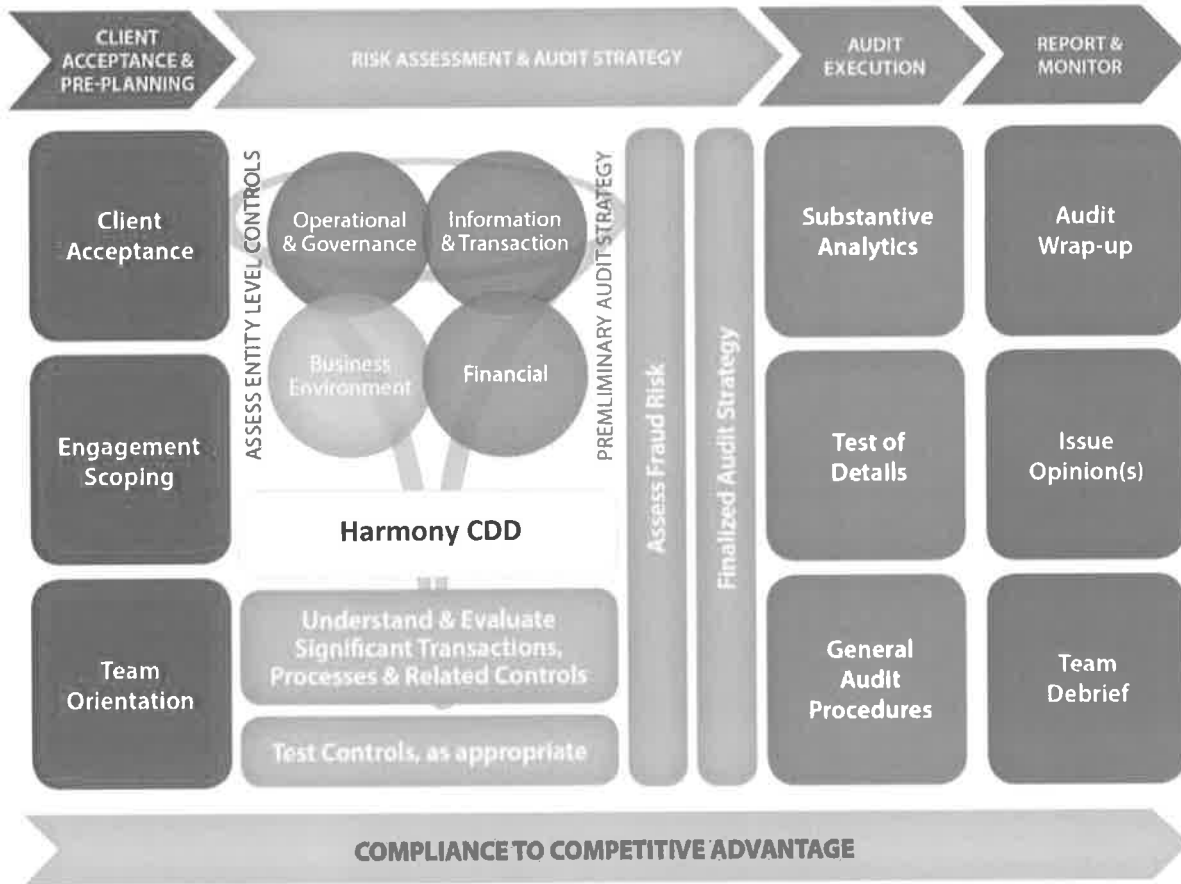 CLIENT
ACCEPTANCE &
PRE-PLANNING
RISK ASSESSMENT & AUDIT STRATEGY
AUDIT
EXECUTION
REPORT &
MONITOR
Client
Acceptance
Engagement
Scoping
Team
Orientation
ASSESS ENTITY LEVEL CONTROLS
Operational
& Governance
Information
& Transaction
Business
Environment
Financial
PREMLIMINARY AUDIT STRATEGY
Harmony CDD
Understand & Evaluate
Significant Transactions,
Processes & Related Controls
Test Controls, as appropriate
Assess Fraud Risk
Finalized Audit Strategy
Substantive
Analytics
Test of
Details
General
Audit
Procedures
Audit
Wrap-up
Issue
Opinion(s)
Team
Debrief
COMPLIANCE TO COMPETITIVE ADVANTAGE